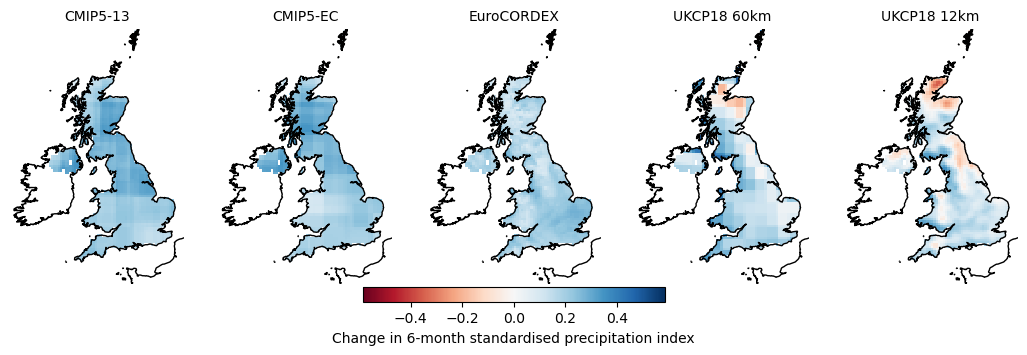 CMIP5-13 CMIP5-EC EuroCORDEX UKCP18 60km UKCP18 12km
−0.4 −0.2 0.0 0.2 0.4
Change in 6-month standardised precipitation index